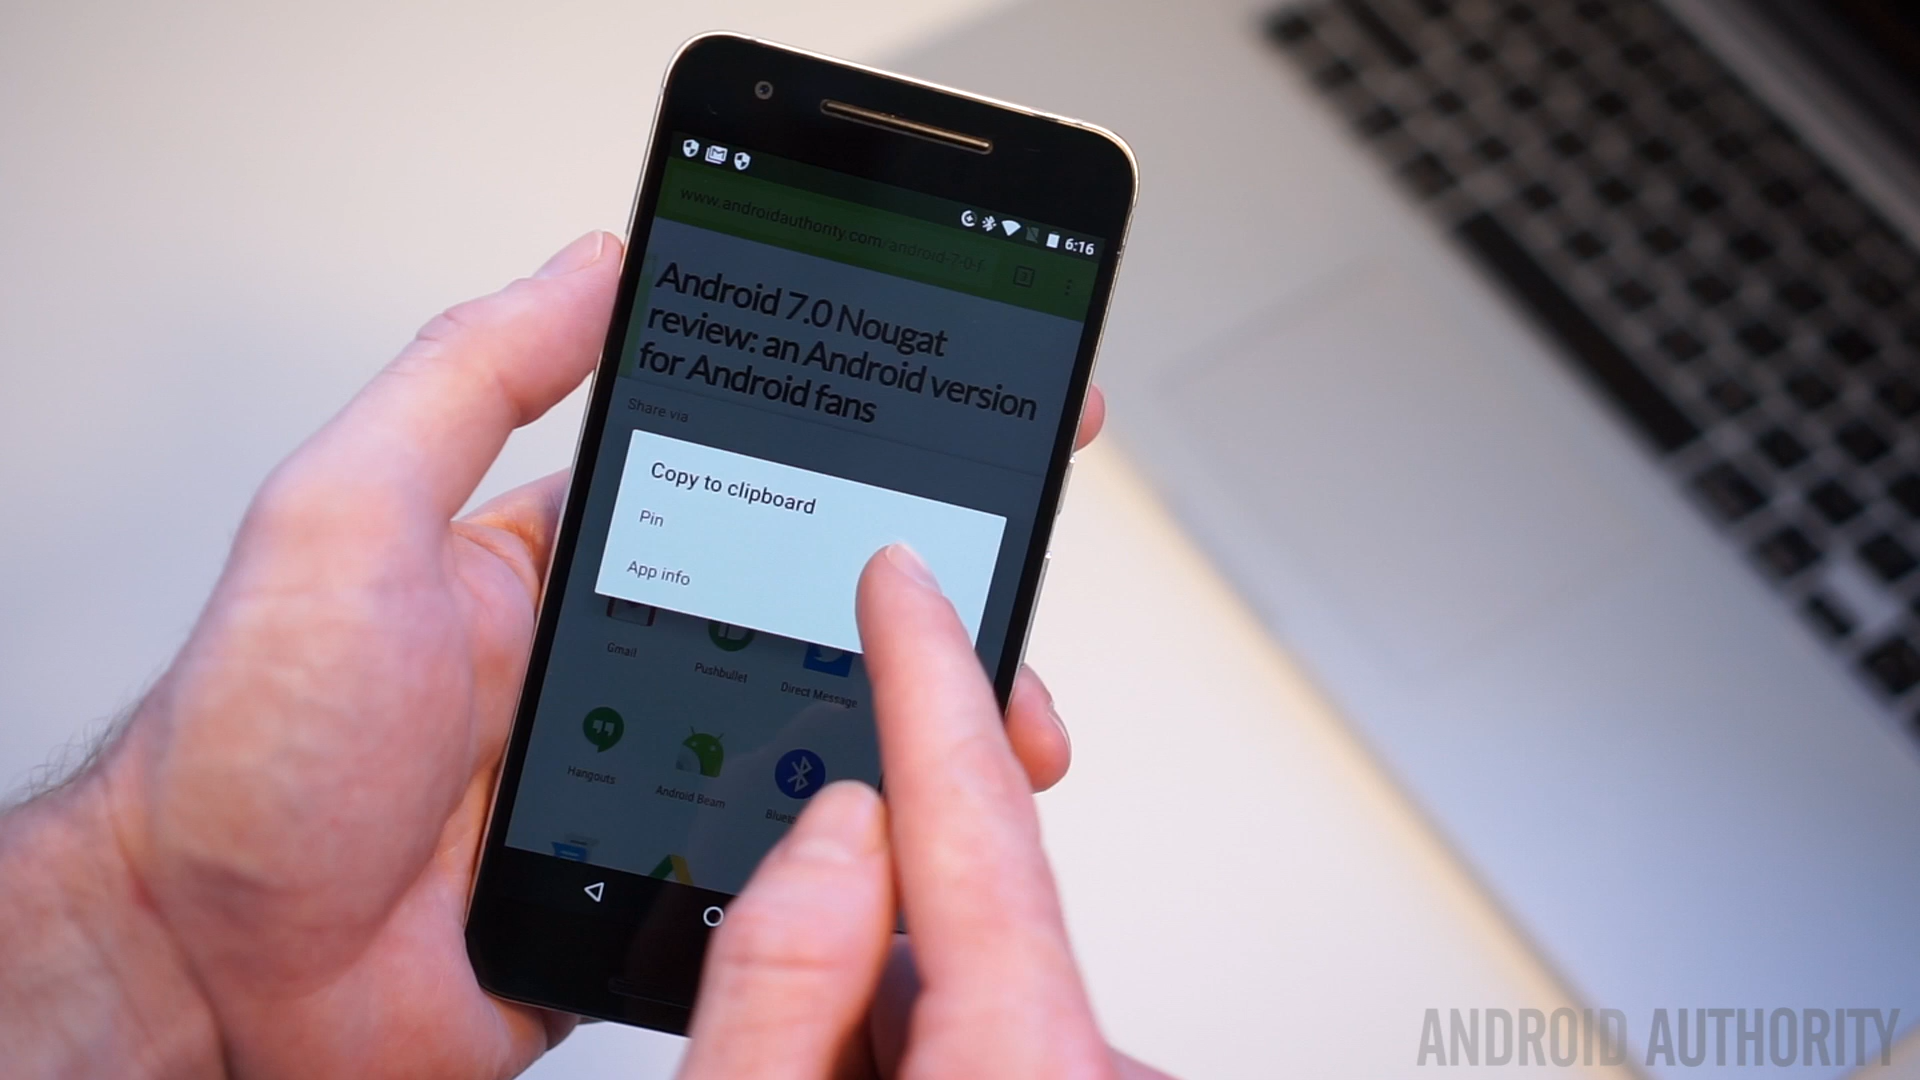 6:16
www.androidauthority.com/android-7-0-f
Android 7.0 Nougat
review: an Android version
for Android fans
Share via
Copy to clipboard
Pin
App info
Gmail
Pushbullet
Direct Message
Hangouts
Android Beam
ANDROID AUTHORITY